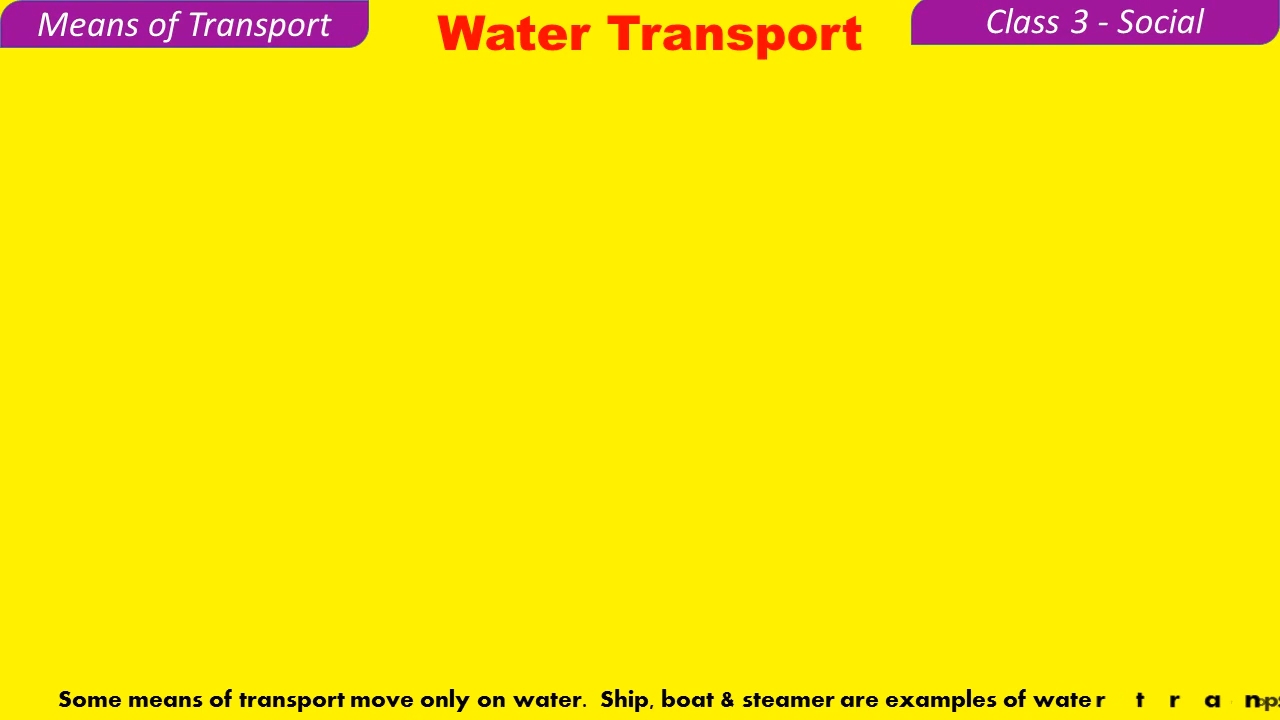 Means of Transport
Water Transport
Class 3 - Social
Some means of transport move only on water. Ship, boat & steamer are examples of water